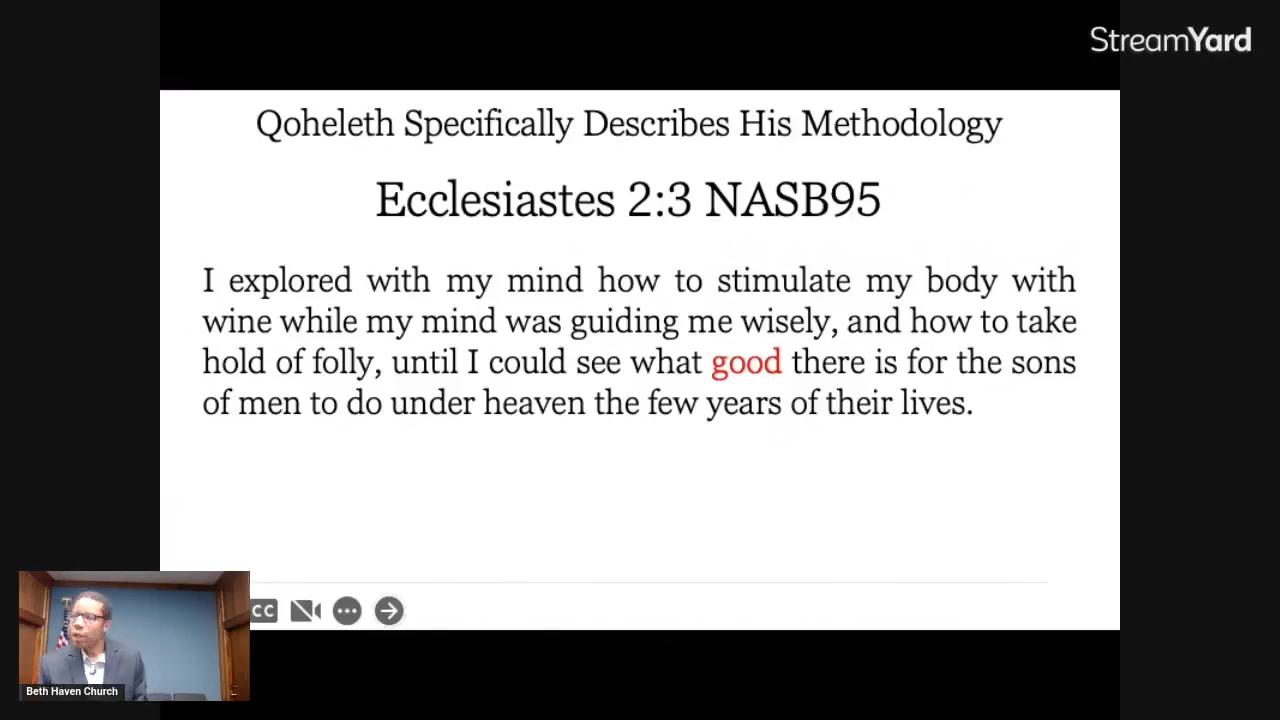 StreamYard
Qoheleth Specifically Describes His Methodology
Ecclesiastes 2:3 NASB95
I explored with my mind how to stimulate my body with
wine while my mind was guiding me wisely, and how to take
hold of folly, until I could see what good there is for the sons
of men to do under heaven the few years of their lives.
CC
Beth Haven Church